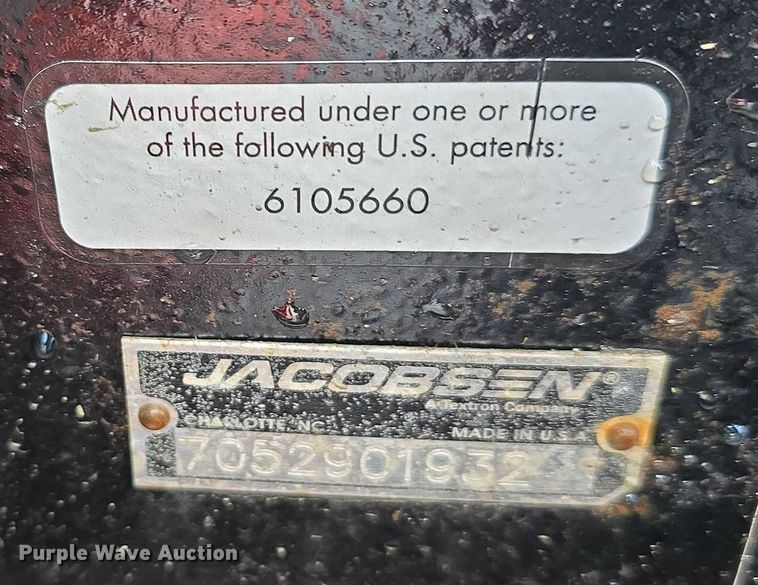 Manufactured under one or more
of the following U.S. patents:
6105660
JACOBSEN®
A Textron Company
CHARLOTTE, NC
MADE IN U.S.A.
7052901932
Purple Wave Auction